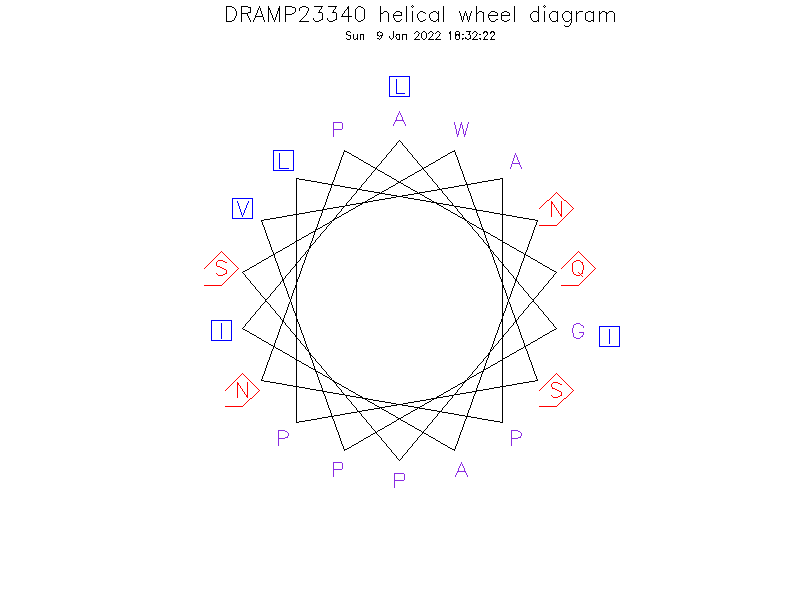 DRAMP23340 helical wheel diagram
Sun 9 Jan 2022 18:32:22
L
P A W
L A
V N
S Q
I G I
N S
P P
P P A